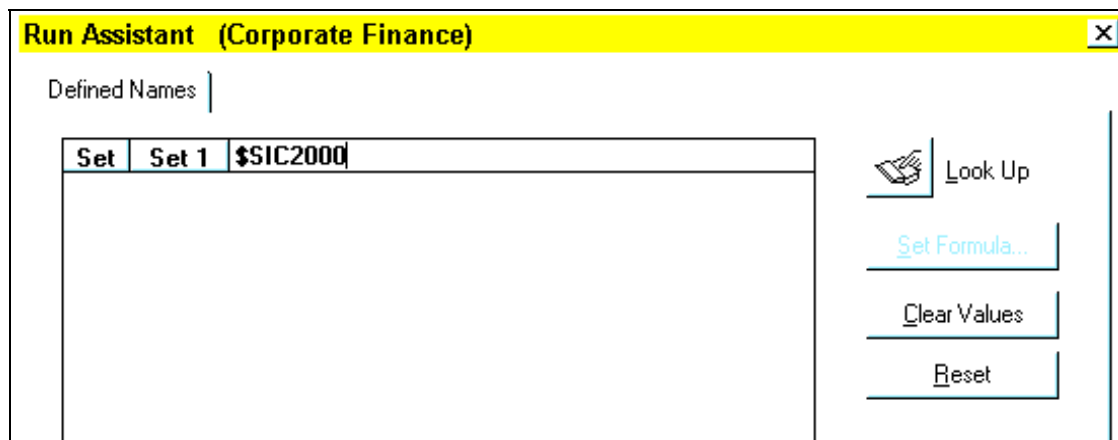 Run Assistant (Corporate Finance)
Defined Names
Set Set 1 $SIC2000
Look Up
Set Formula...
Clear Values
Reset